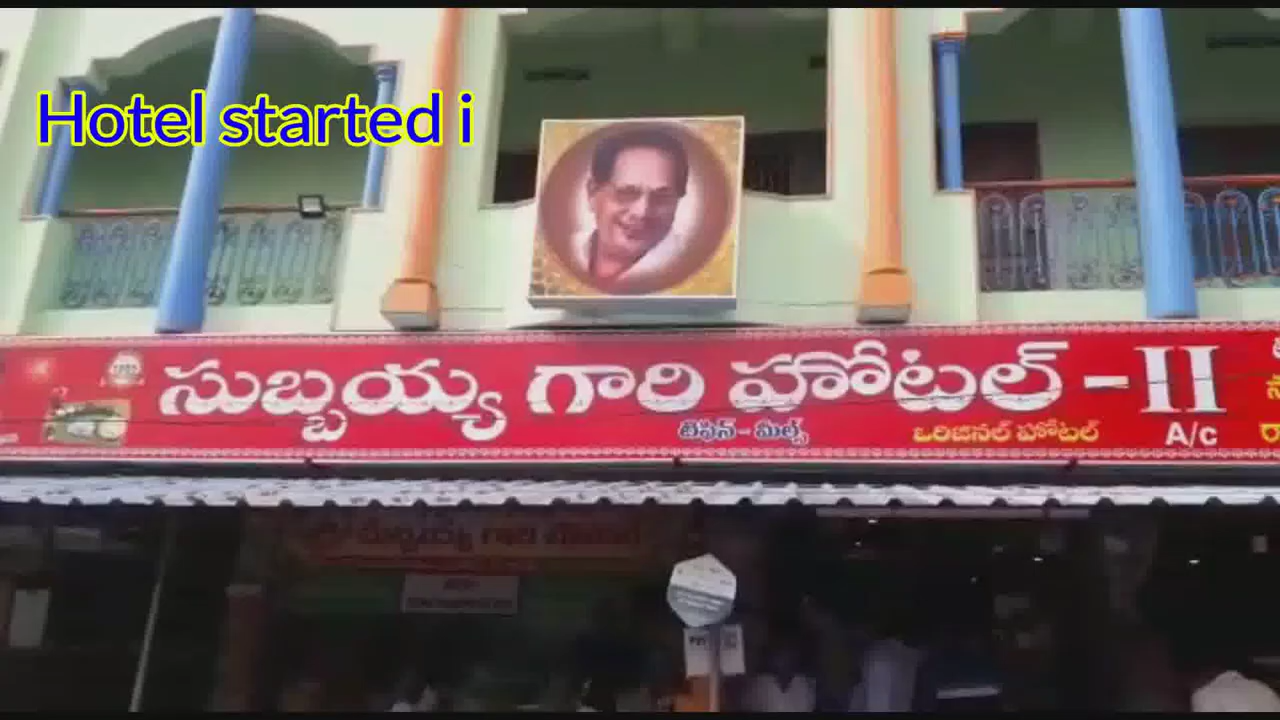 Hotel started i
సుబ్బయ్య గారి హోటల్ - II
టిఫిన్ - మీల్స్ ఒరిజినల్ హోటల్ A/c